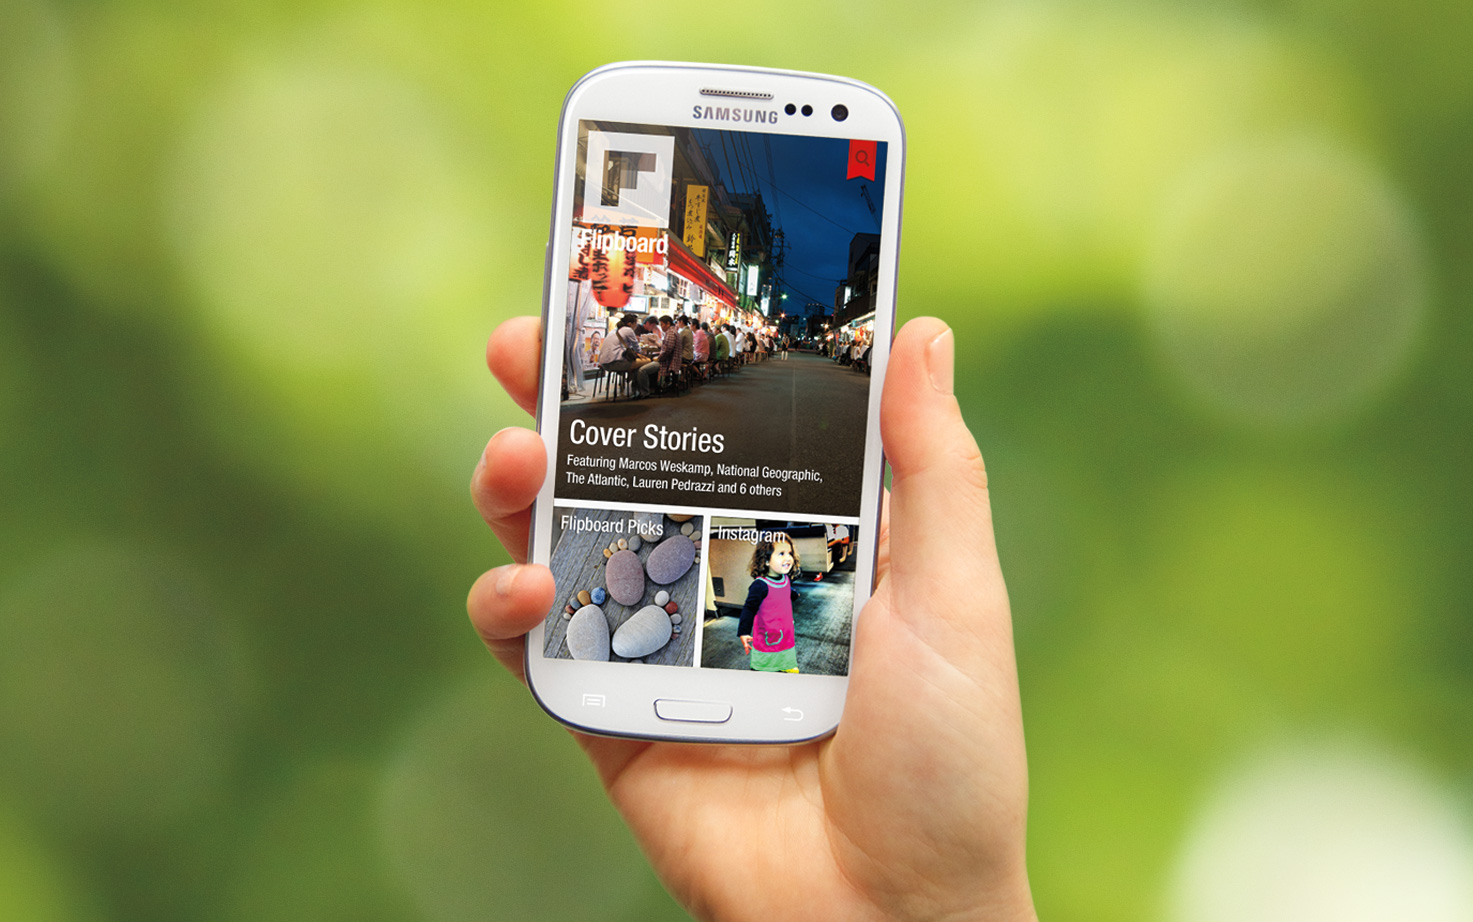 SAMSUNG
Flipboard
Cover Stories
Featuring Marcos Weskamp, National Geographic,
The Atlantic, Lauren Pedrazzi and 6 others
Flipboard Picks
Instagram